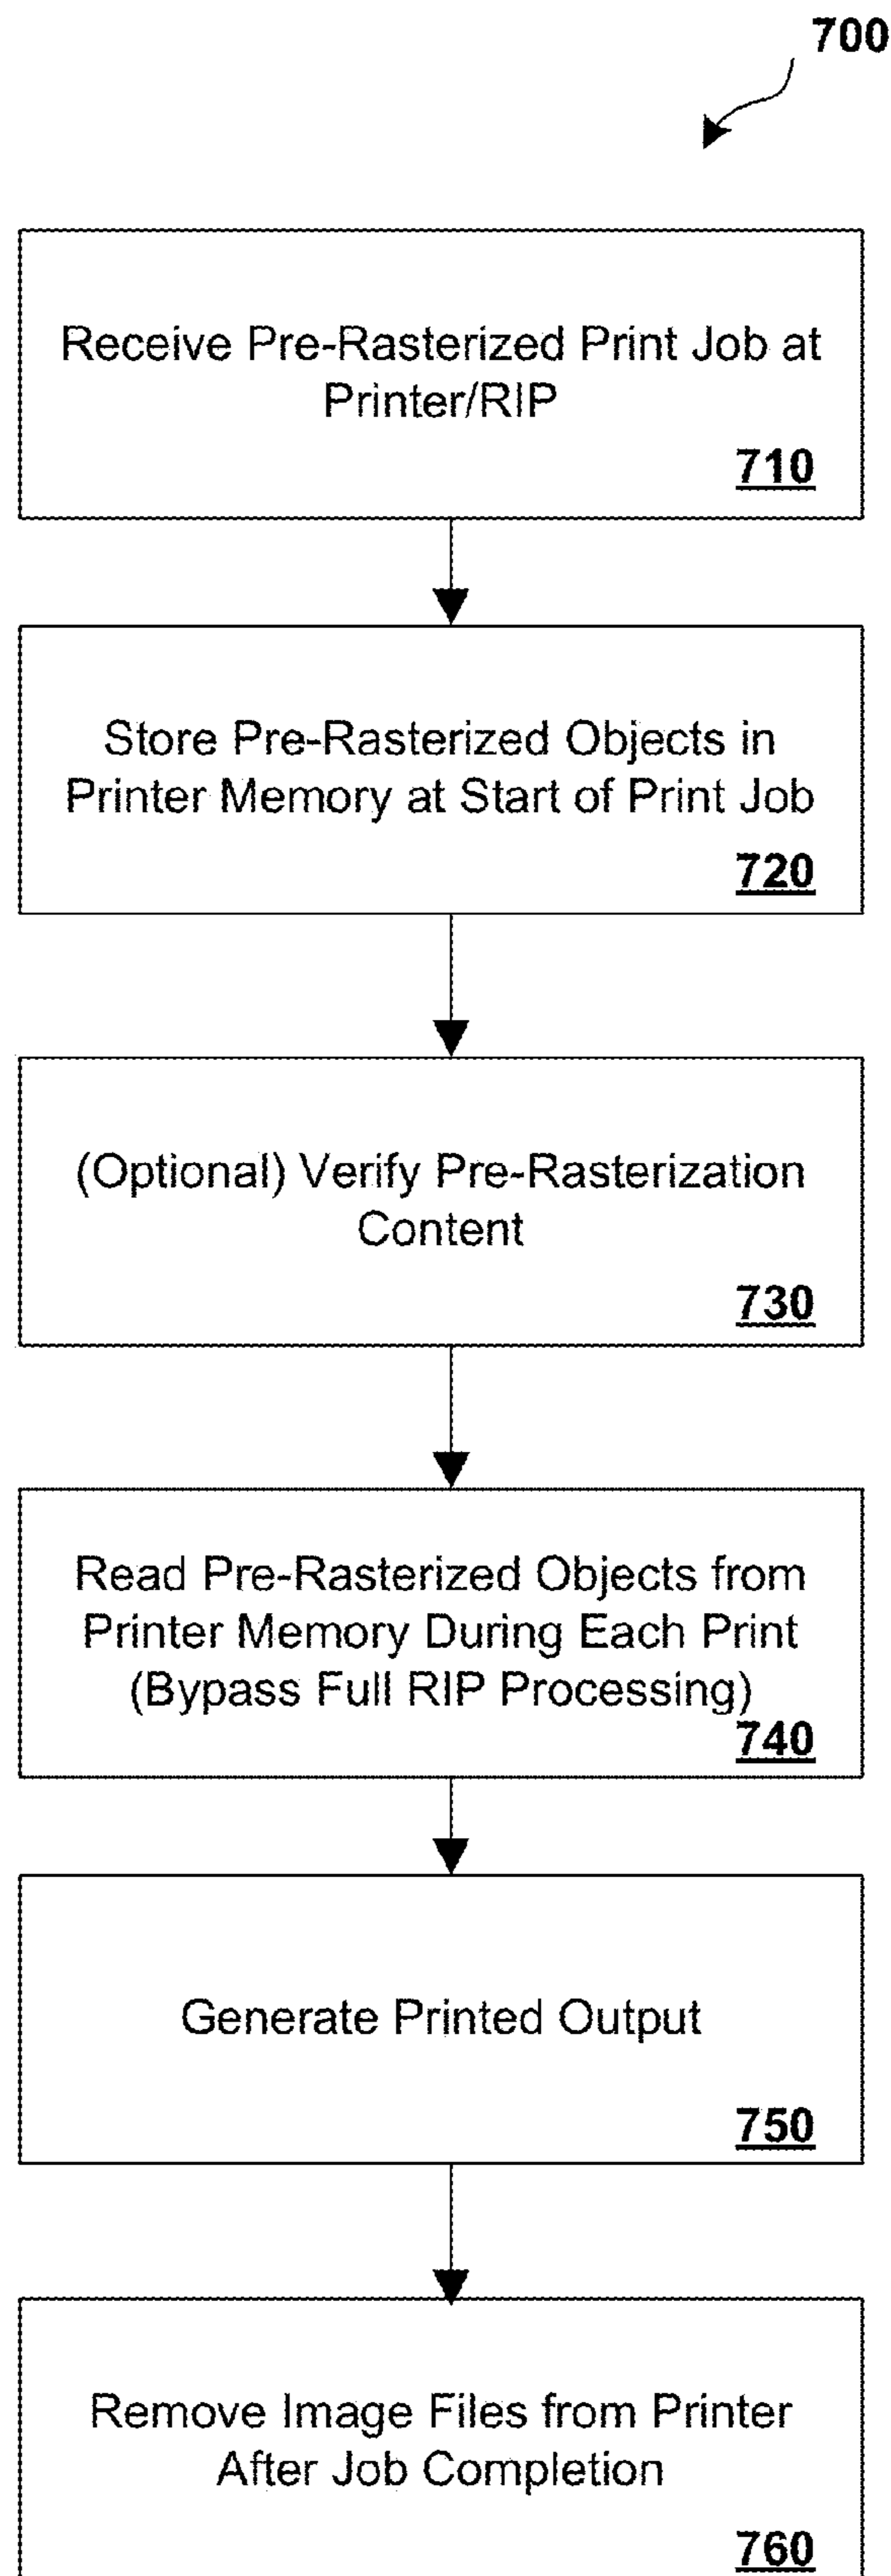 700
Receive Pre-Rasterized Print Job at
Printer/RIP
710
Store Pre-Rasterized Objects in
Printer Memory at Start of Print Job
720
(Optional) Verify Pre-Rasterization
Content
730
Read Pre-Rasterized Objects from
Printer Memory During Each Print
(Bypass Full RIP Processing)
740
Generate Printed Output
750
Remove Image Files from Printer
After Job Completion
760